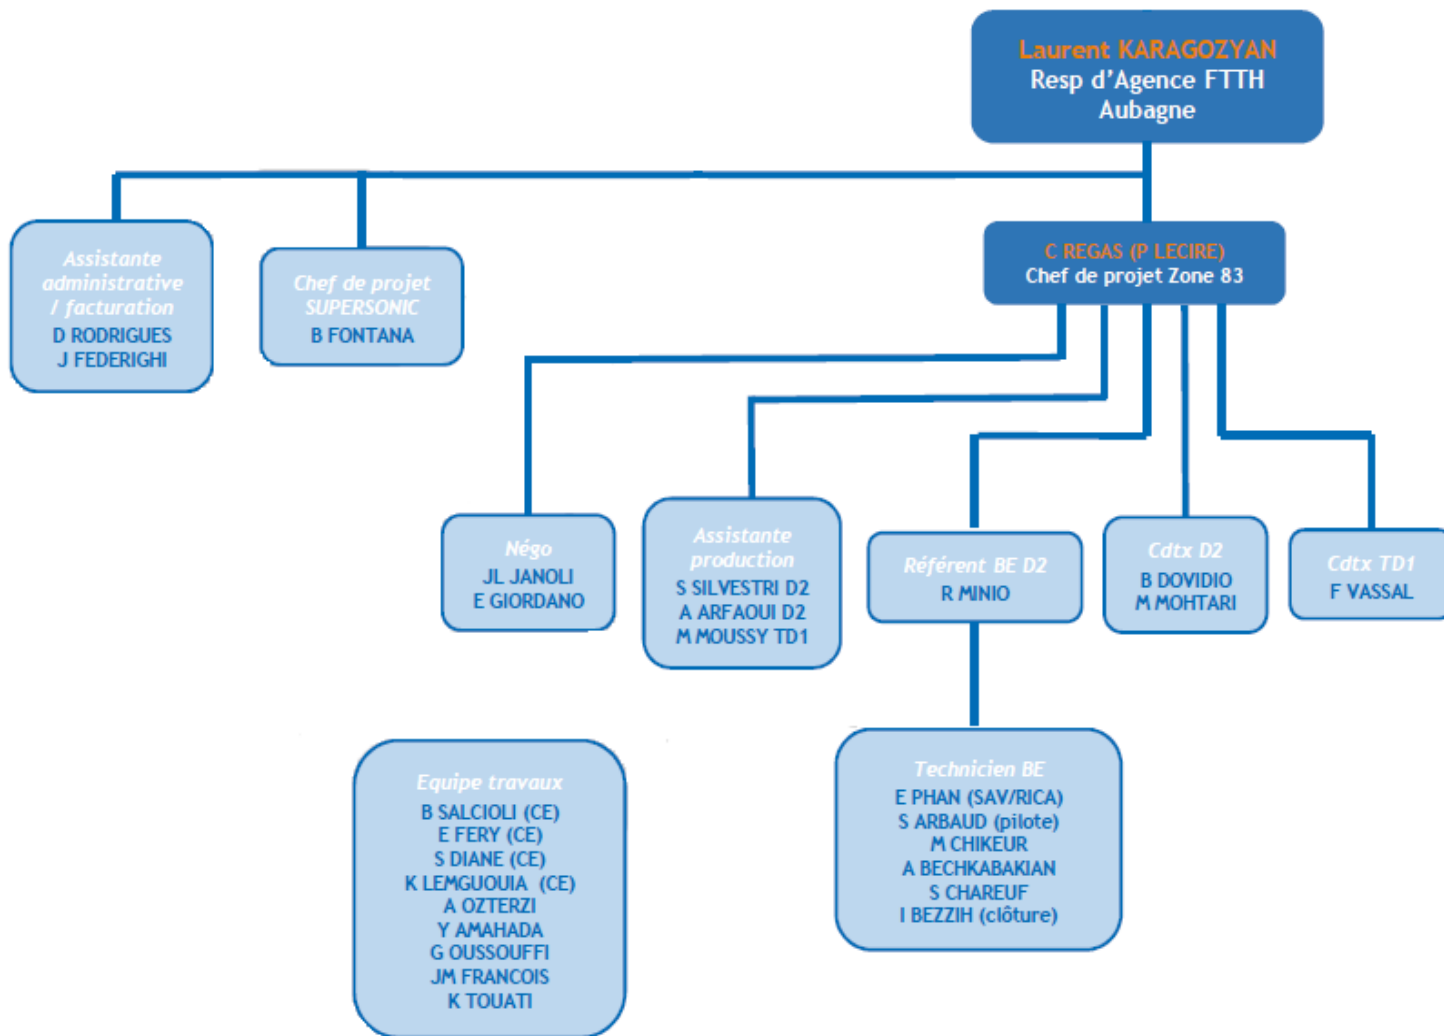 Laurent KARAGOZYAN
Resp d'Agence FTTH
Aubagne
Assistante
administrative
/ facturation
D RODRIGUES
J FEDERIGHI
Chef de projet
SUPERSONIC
B FONTANA
C REGAS (P LECIRE)
Chef de projet Zone 83
Négo
JL JANOLI
E GIORDANO
Assistante
production
S SILVESTRI D2
A ARFAOUI D2
M MOUSSY TD1
Référent BE D2
R MINIO
Cdtx D2
B DOVIDIO
M MOHTARI
Cdtx TD1
F VASSAL
Equipe travaux
B SALCIOLI (CE)
E FERY (CE)
S DIANE (CE)
K LEMGUOUIA (CE)
A OZTERZI
Y AMAHADA
G OUSSOUFFI
JM FRANCOIS
K TOUATI
Technicien BE
E PHAN (SAV/RICA)
S ARBAUD (pilote)
M CHIKEUR
A BECHKABAKIAN
S CHAREUF
I BEZZIH (clôture)